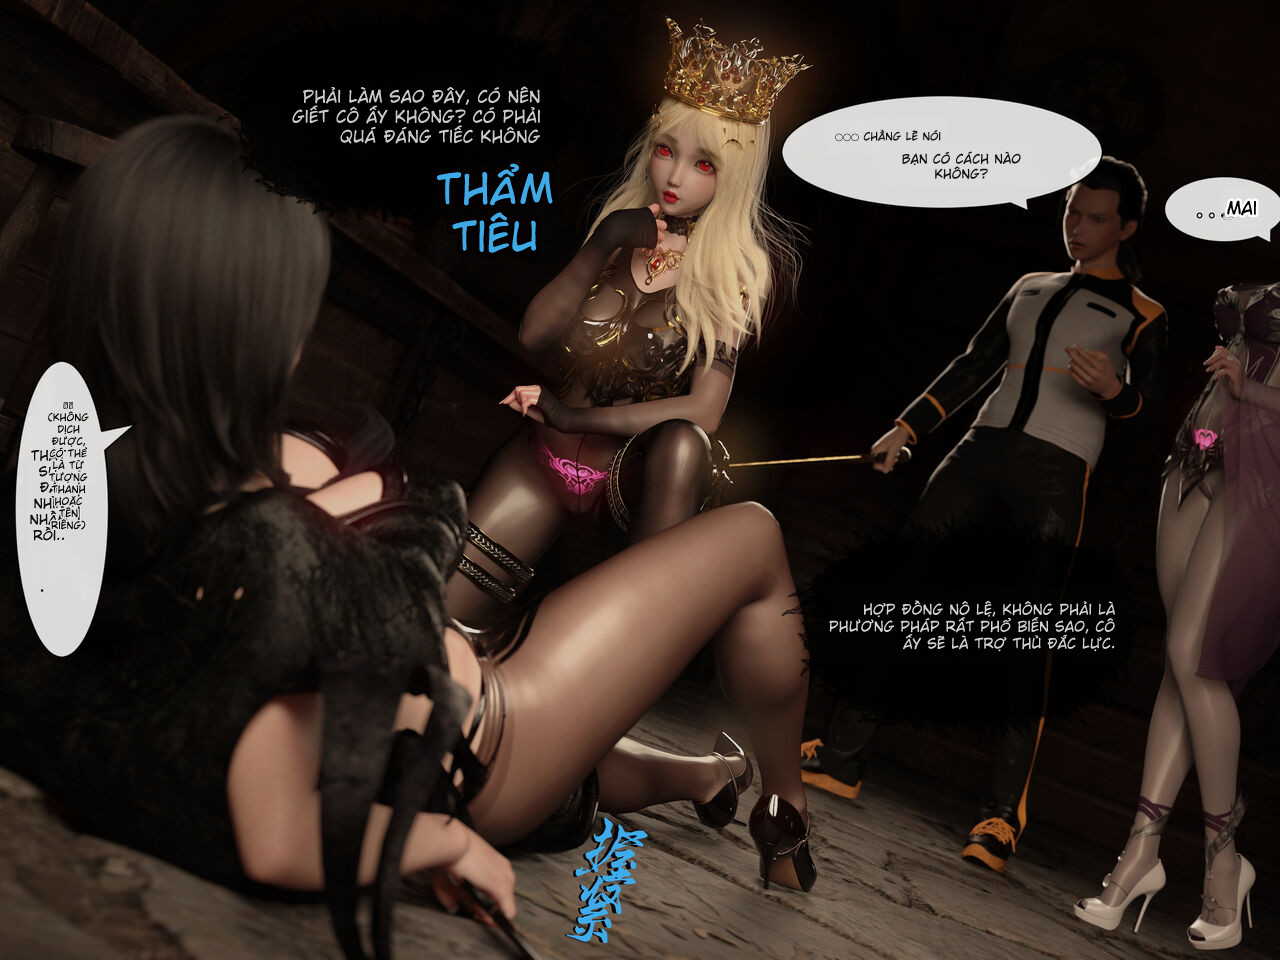 PHẢI LÀM SAO ĐÂY, CÓ NÊN
GIẾT CÔ ẤY KHÔNG? CÓ PHẢI
QUÁ ĐÁNG TIẾC KHÔNG
THẨM
TIÊU
○○○ CHẲNG LẼ NÓI
BẠN CÓ CÁCH NÀO
KHÔNG?
MAI
(KHÔNG
DỊCH
ĐƯỢC,
CÓ THỂ
LÀ TỪ
TƯỢNG
THANH
HOẶC
TÊN
RIÊNG)
RỒI..
HỢP ĐỒNG NÔ LỆ, KHÔNG PHẢI LÀ
PHƯƠNG PHÁP RẤT PHỔ BIẾN SAO, CÔ
ẤY SẼ LÀ TRỢ THỦ ĐẮC LỰC.
握紧